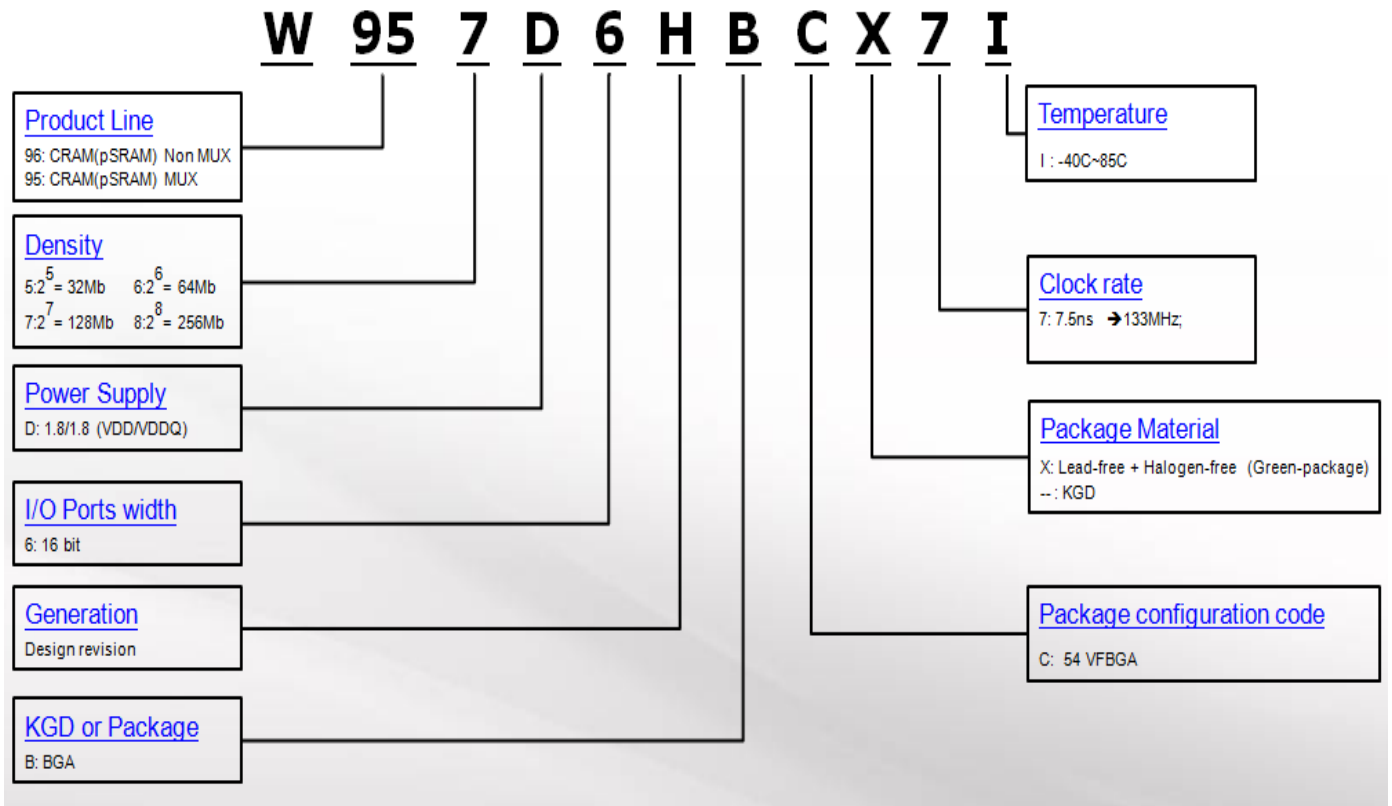 W 95 7 D 6 H B C X 7 I
Product Line
96: CRAM(pSRAM) Non MUX
95: CRAM(pSRAM) MUX
Density
5:2^5= 32Mb 6:2^6= 64Mb
7:2^7= 128Mb 8:2^8= 256Mb
Power Supply
D: 1.8/1.8 (VDD/VDDQ)
I/O Ports width
6: 16 bit
Generation
Design revision
KGD or Package
B: BGA
Temperature
I : -40C~85C
Clock rate
7: 7.5ns ➔133MHz;
Package Material
X: Lead-free + Halogen-free (Green-package)
-- : KGD
Package configuration code
C: 54 VFBGA